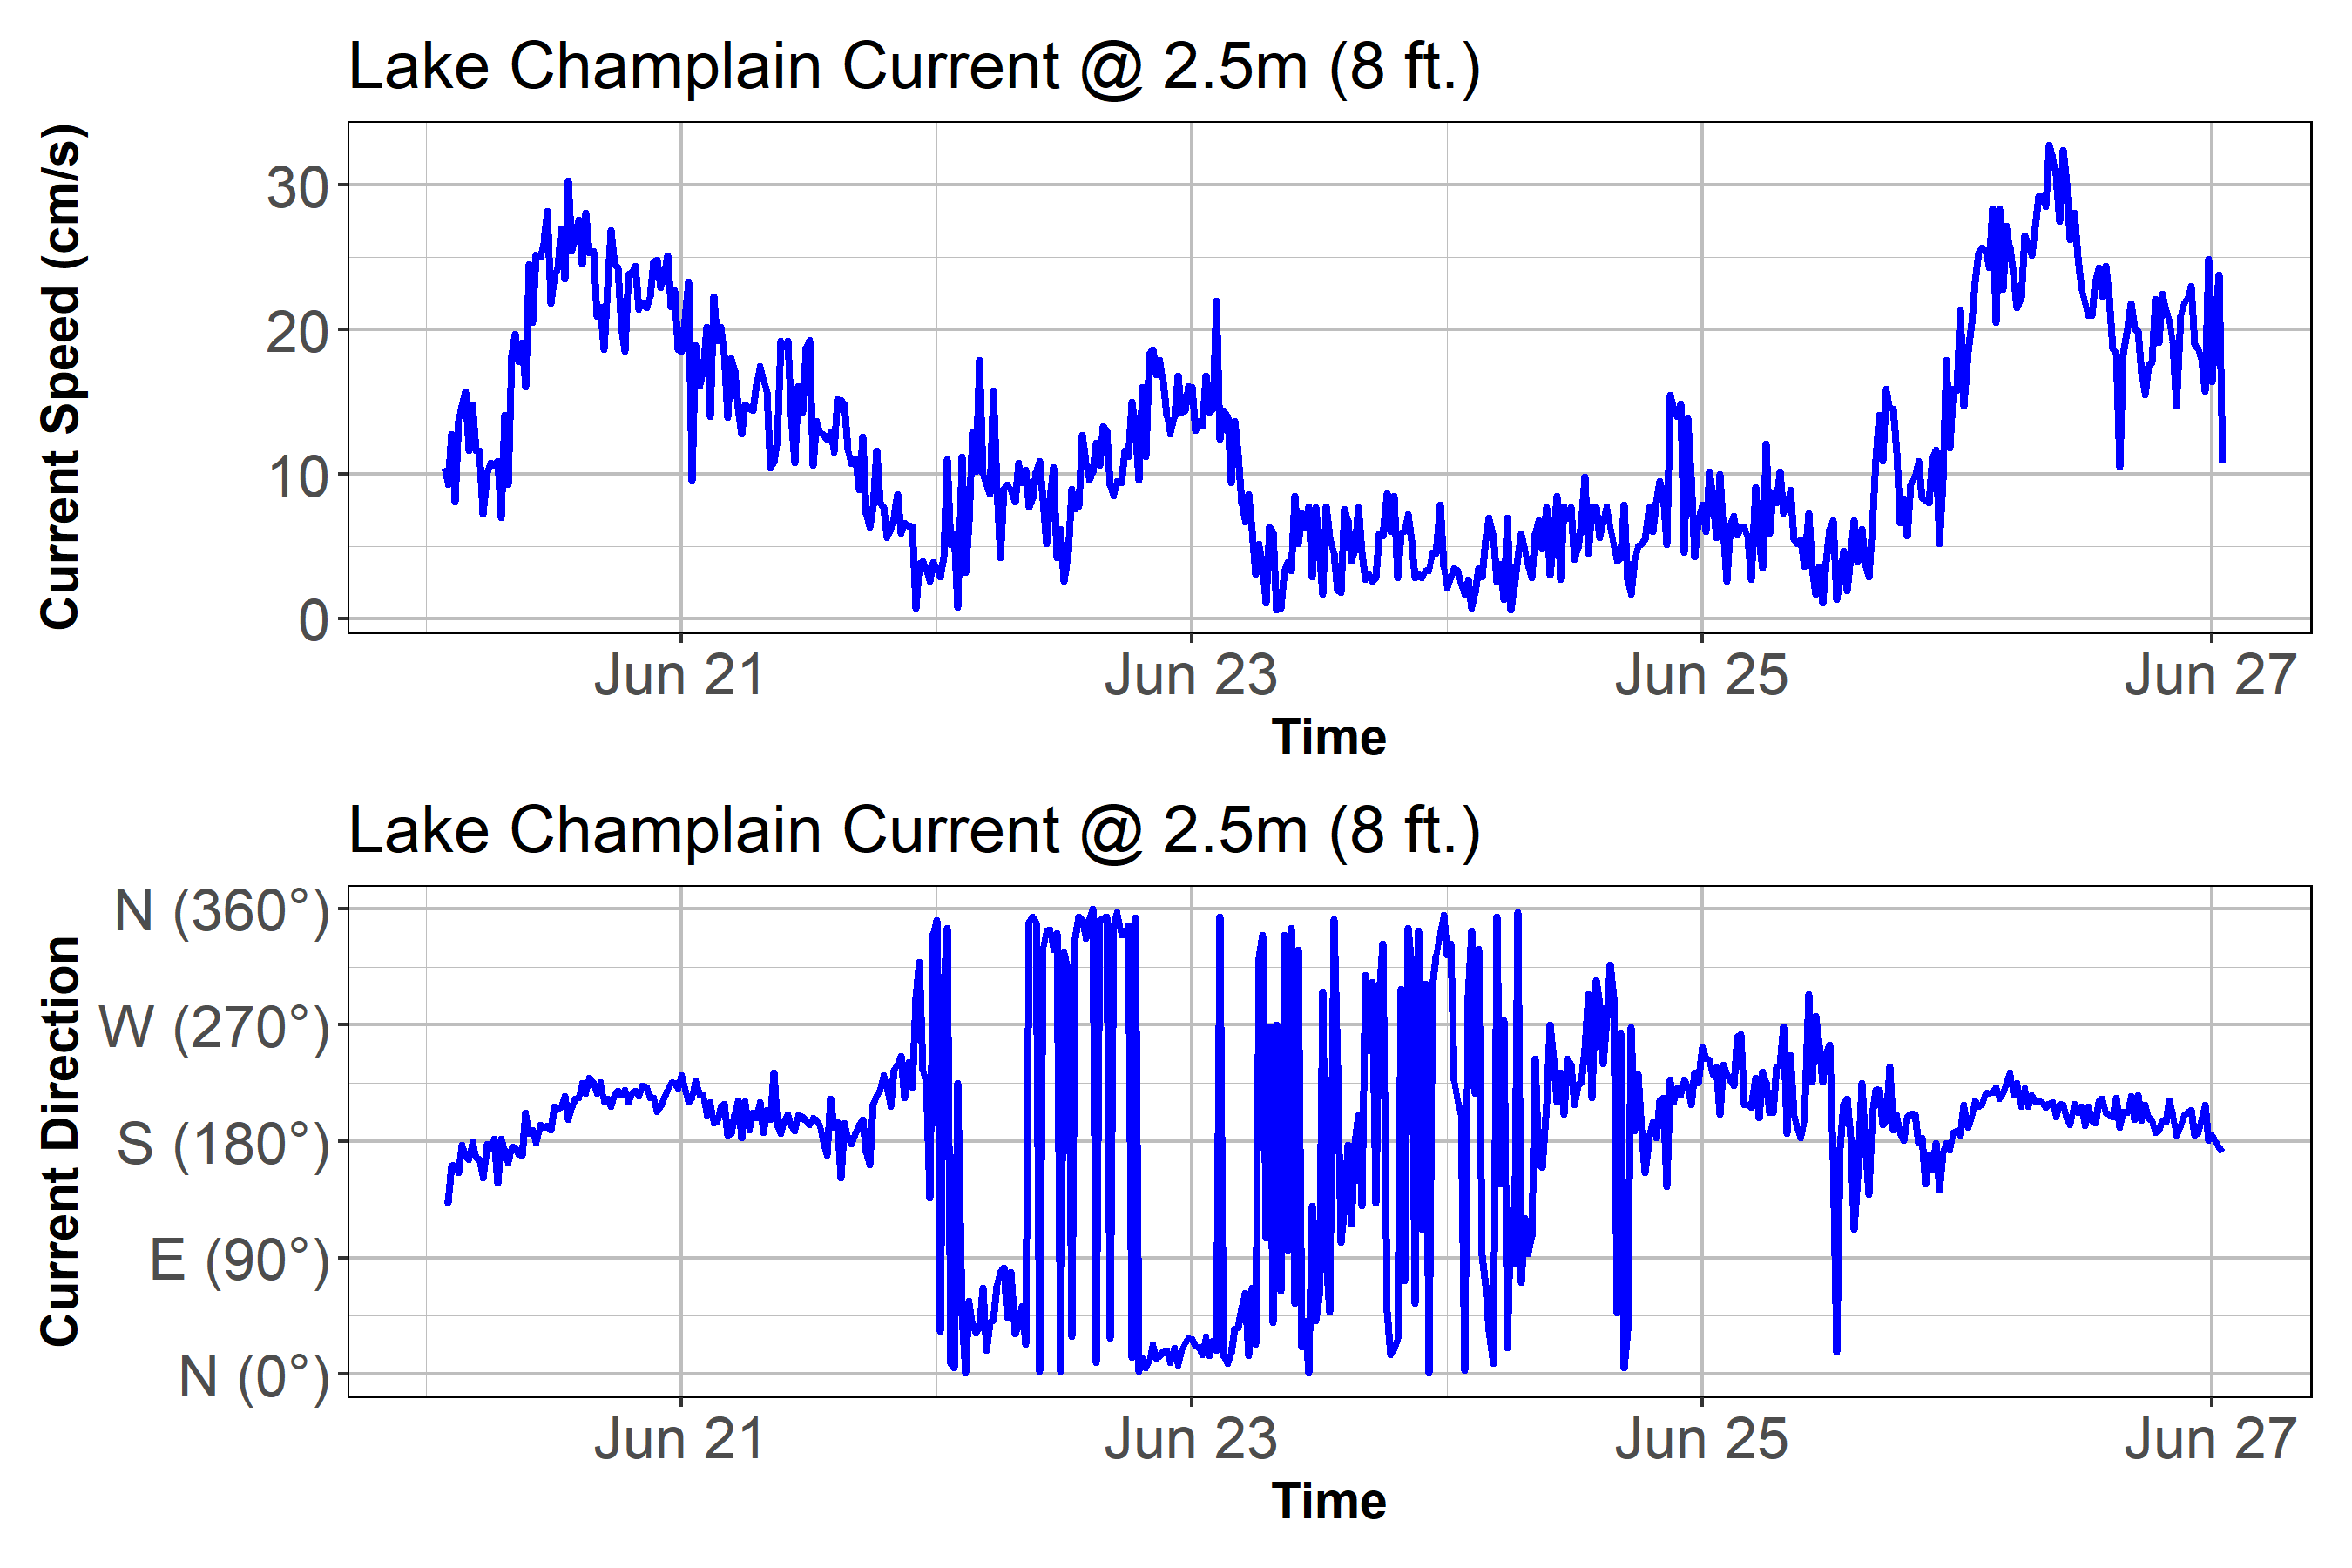 Lake Champlain Current @ 2.5m (8 ft.)
Current Speed (cm/s)
30
20
10
0
Jun 21 Jun 23 Jun 25 Jun 27
Time
Lake Champlain Current @ 2.5m (8 ft.)
Current Direction
N (360°)
W (270°)
S (180°)
E (90°)
N (0°)
Jun 21 Jun 23 Jun 25 Jun 27
Time